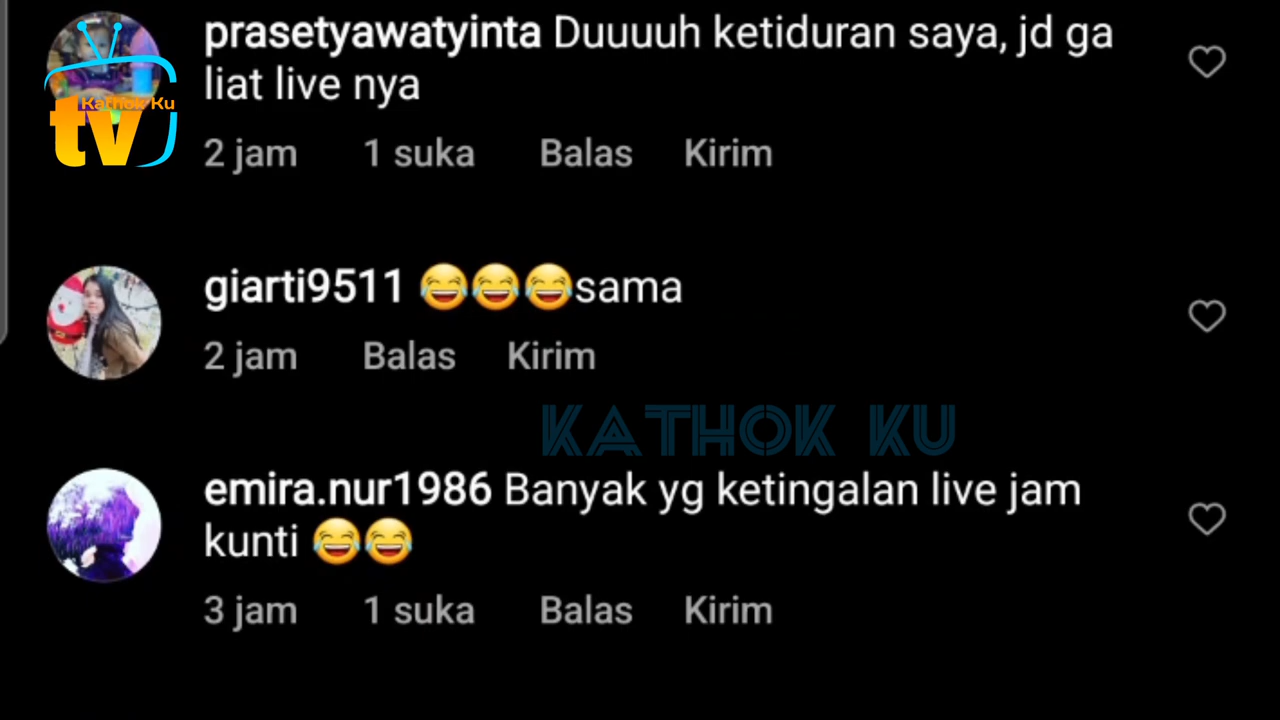 prasetyawatyinta Duuuuh ketiduran saya, jd ga
liat live nya
Kathok Ku
tv
2 jam 1 suka Balas Kirim
giarti9511 😂😂😂sama
2 jam Balas Kirim
KATHOK KU
emira.nur1986 Banyak yg ketingalan live jam
kunti 😂😂
3 jam 1 suka Balas Kirim